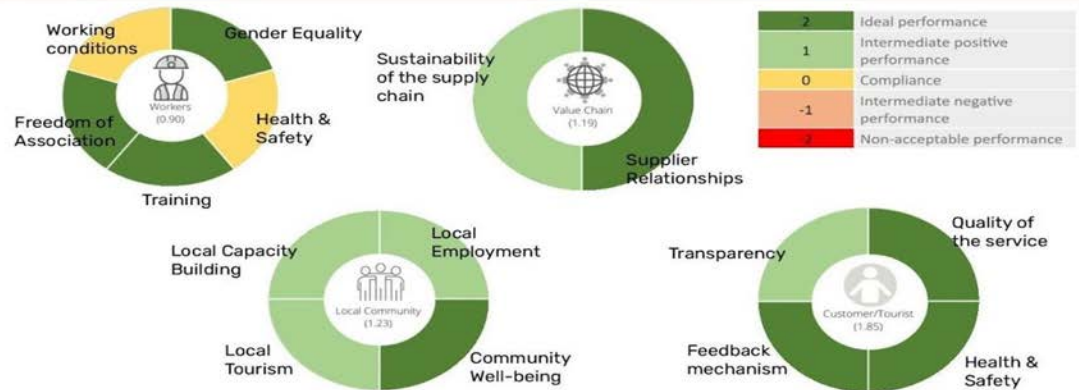 Working
conditions
Gender Equality
Workers
(0.90)
Freedom of
Association
Health &
Safety
Training
Sustainability
of the supply
chain
Value Chain
(1.19)
Supplier
Relationships
2 Ideal performance
1 Intermediate positive
performance
0 Compliance
-1 Intermediate negative
performance
-2 Non-acceptable performance
Local Capacity
Building
Local
Employment
Local Community
(1.23)
Local
Tourism
Community
Well-being
Transparency
Quality of
the service
Customer/Tourist
(1.85)
Feedback
mechanism
Health &
Safety